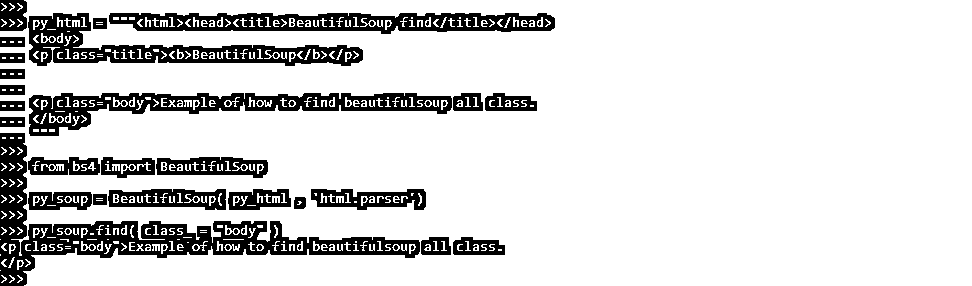 >>>
>>> py_html = """<html><head><title>BeautifulSoup find</title></head>
... <body>
... <p class="title"><b>BeautifulSoup</b></p>
...
...
... <p class="body">Example of how to find beautifulsoup all class.
... </body>
... """
>>>
>>> from bs4 import BeautifulSoup
>>>
>>> py_soup = BeautifulSoup( py_html , 'html.parser')
>>>
>>> py_soup.find( class_ = "body" )
<p class="body">Example of how to find beautifulsoup all class.
</p>
>>>